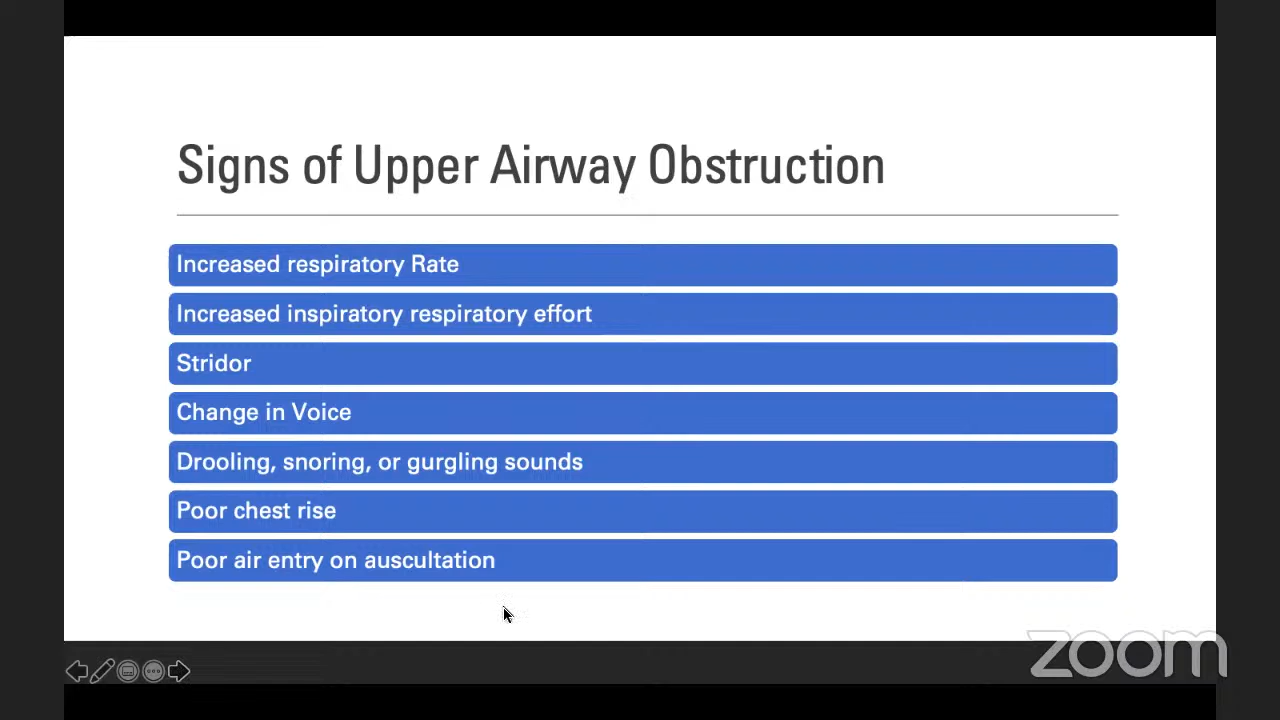 Signs of Upper Airway Obstruction
Increased respiratory Rate
Increased inspiratory respiratory effort
Stridor
Change in Voice
Drooling, snoring, or gurgling sounds
Poor chest rise
Poor air entry on auscultation
zoom